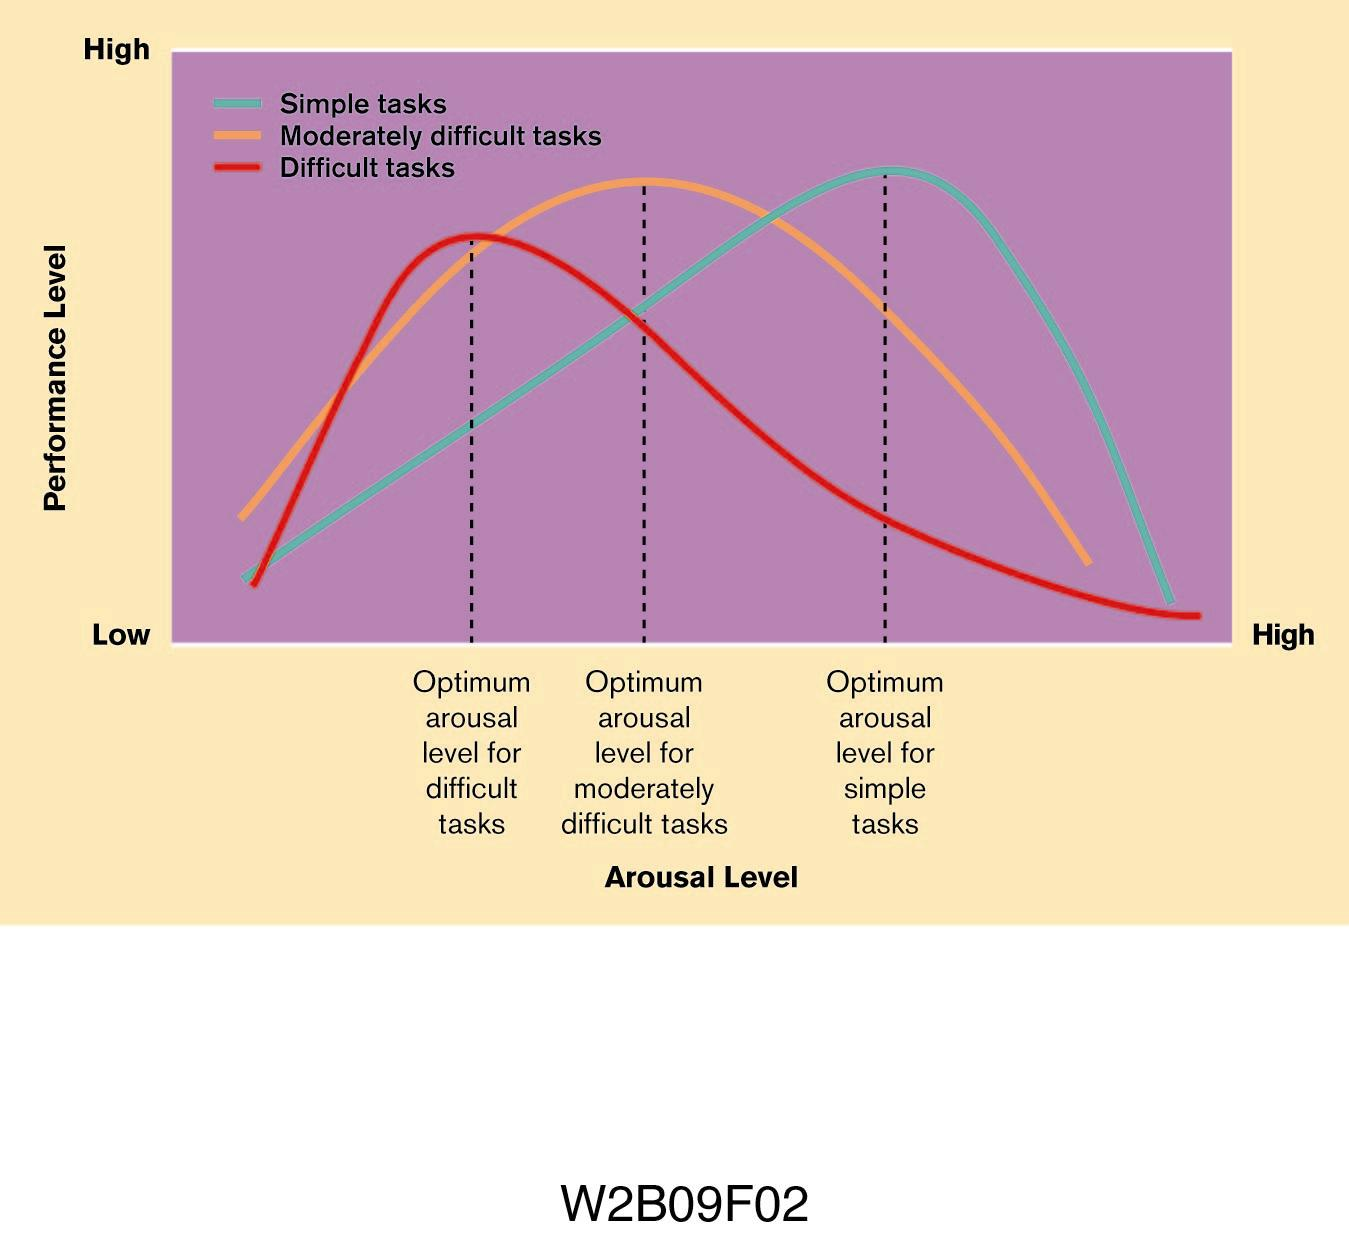 High
Simple tasks
Moderately difficult tasks
Difficult tasks
Performance Level
Low
High
Optimum
arousal
level for
difficult
tasks
Optimum
arousal
level for
moderately
difficult tasks
Optimum
arousal
level for
simple
tasks
Arousal Level
W2B09F02